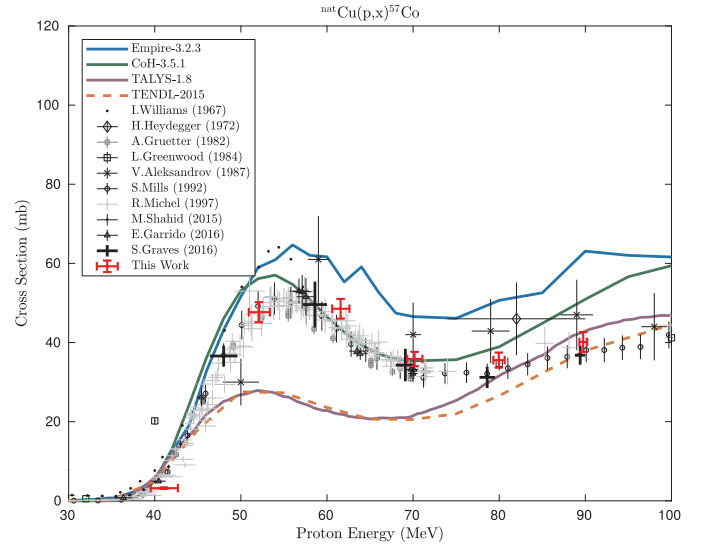 natCu(p,x)57Co
120
100
80
60
40
20
0
Cross Section (mb)
Empire-3.2.3
CoH-3.5.1
TALYS-1.8
TENDL-2015
I.Williams (1967)
H.Heydegger (1972)
A.Gruetter (1982)
L.Greenwood (1984)
V.Aleksandrov (1987)
S.Mills (1992)
R.Michel (1997)
M.Shahid (2015)
E.Garrido (2016)
S.Graves (2016)
This Work
30 40 50 60 70 80 90 100
Proton Energy (MeV)